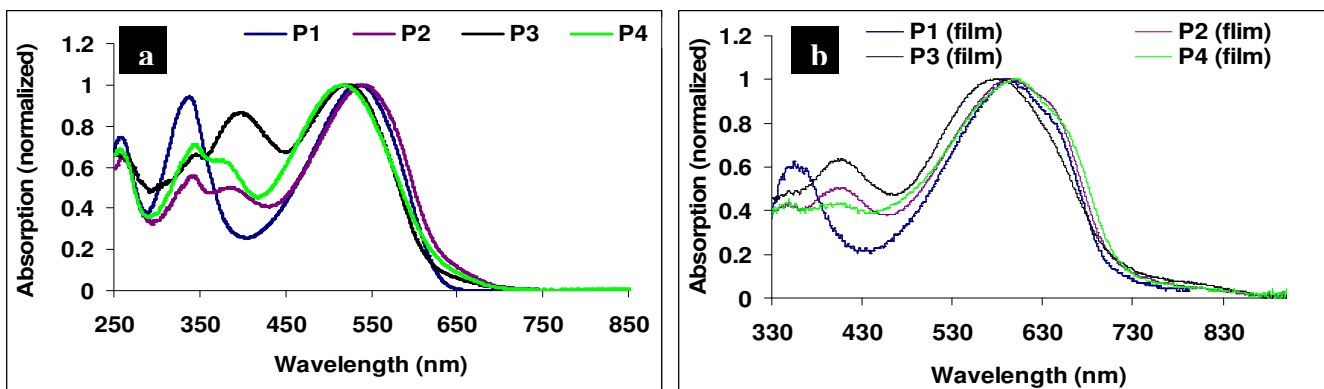 a
P1 P2 P3 P4
Absorption (normalized)
1.2
1
0.8
0.6
0.4
0.2
0
250 350 450 550 650 750 850
Wavelength (nm)
b
P1 (film) P2 (flim)
P3 (film) P4 (film)
Absorption (normalized)
1.2
1
0.8
0.6
0.4
0.2
0
330 430 530 630 730 830
Wavelength (nm)